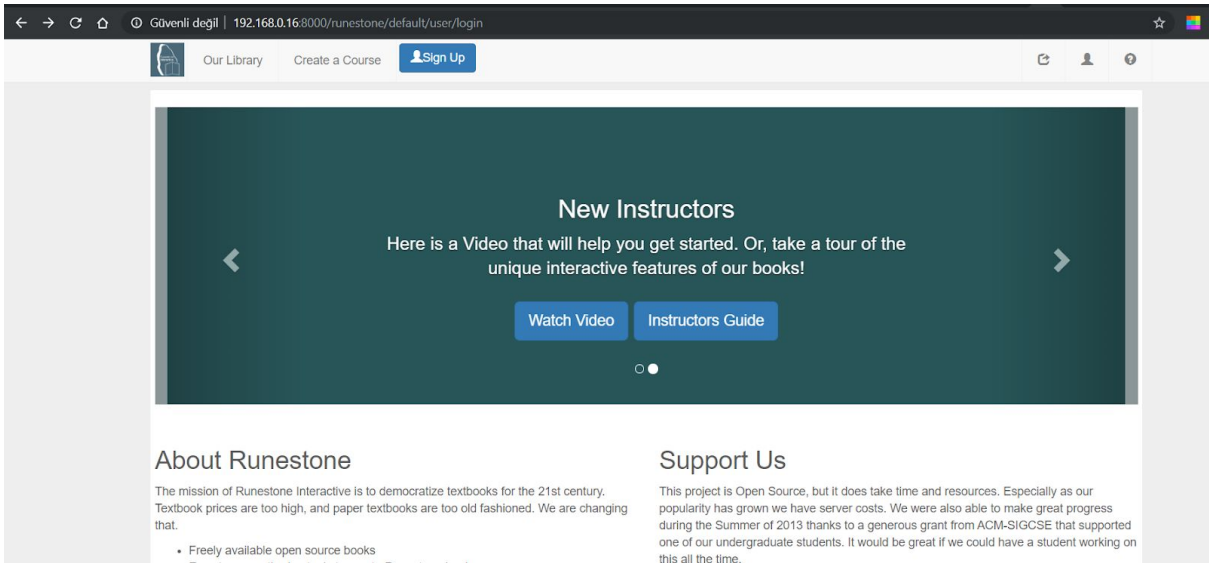 Güvenli değil | 192.168.0.16:8000/runestone/default/user/login
Our Library Create a Course Sign Up
New Instructors
Here is a Video that will help you get started. Or, take a tour of the
unique interactive features of our books!
Watch Video Instructors Guide
About Runestone
The mission of Runestone Interactive is to democratize textbooks for the 21st century.
Textbook prices are too high, and paper textbooks are too old fashioned. We are changing
that.
• Freely available open source books
Support Us
This project is Open Source, but it does take time and resources. Especially as our
popularity has grown we have server costs. We were also able to make great progress
during the Summer of 2013 thanks to a generous grant from ACM-SIGCSE that supported
one of our undergraduate students. It would be great if we could have a student working on
this all the time.